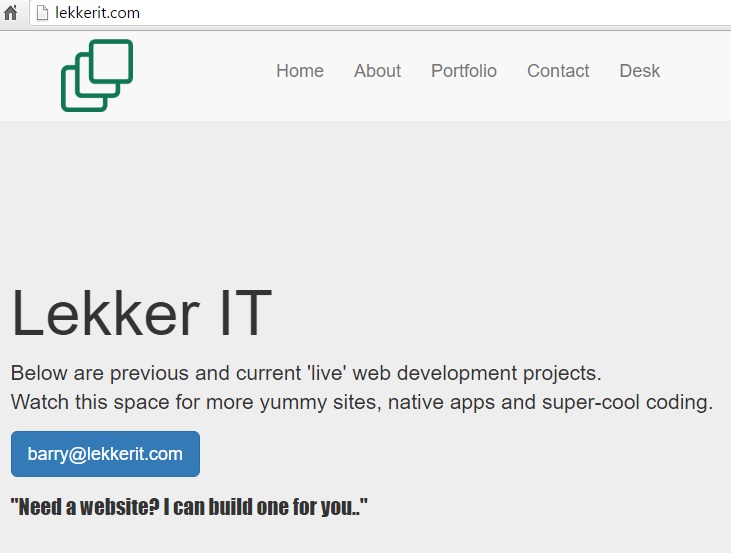 lekkerit.com
Home About Portfolio Contact Desk
Lekker IT
Below are previous and current 'live' web development projects.
Watch this space for more yummy sites, native apps and super-cool coding.
barry@lekkerit.com
"Need a website? I can build one for you.."